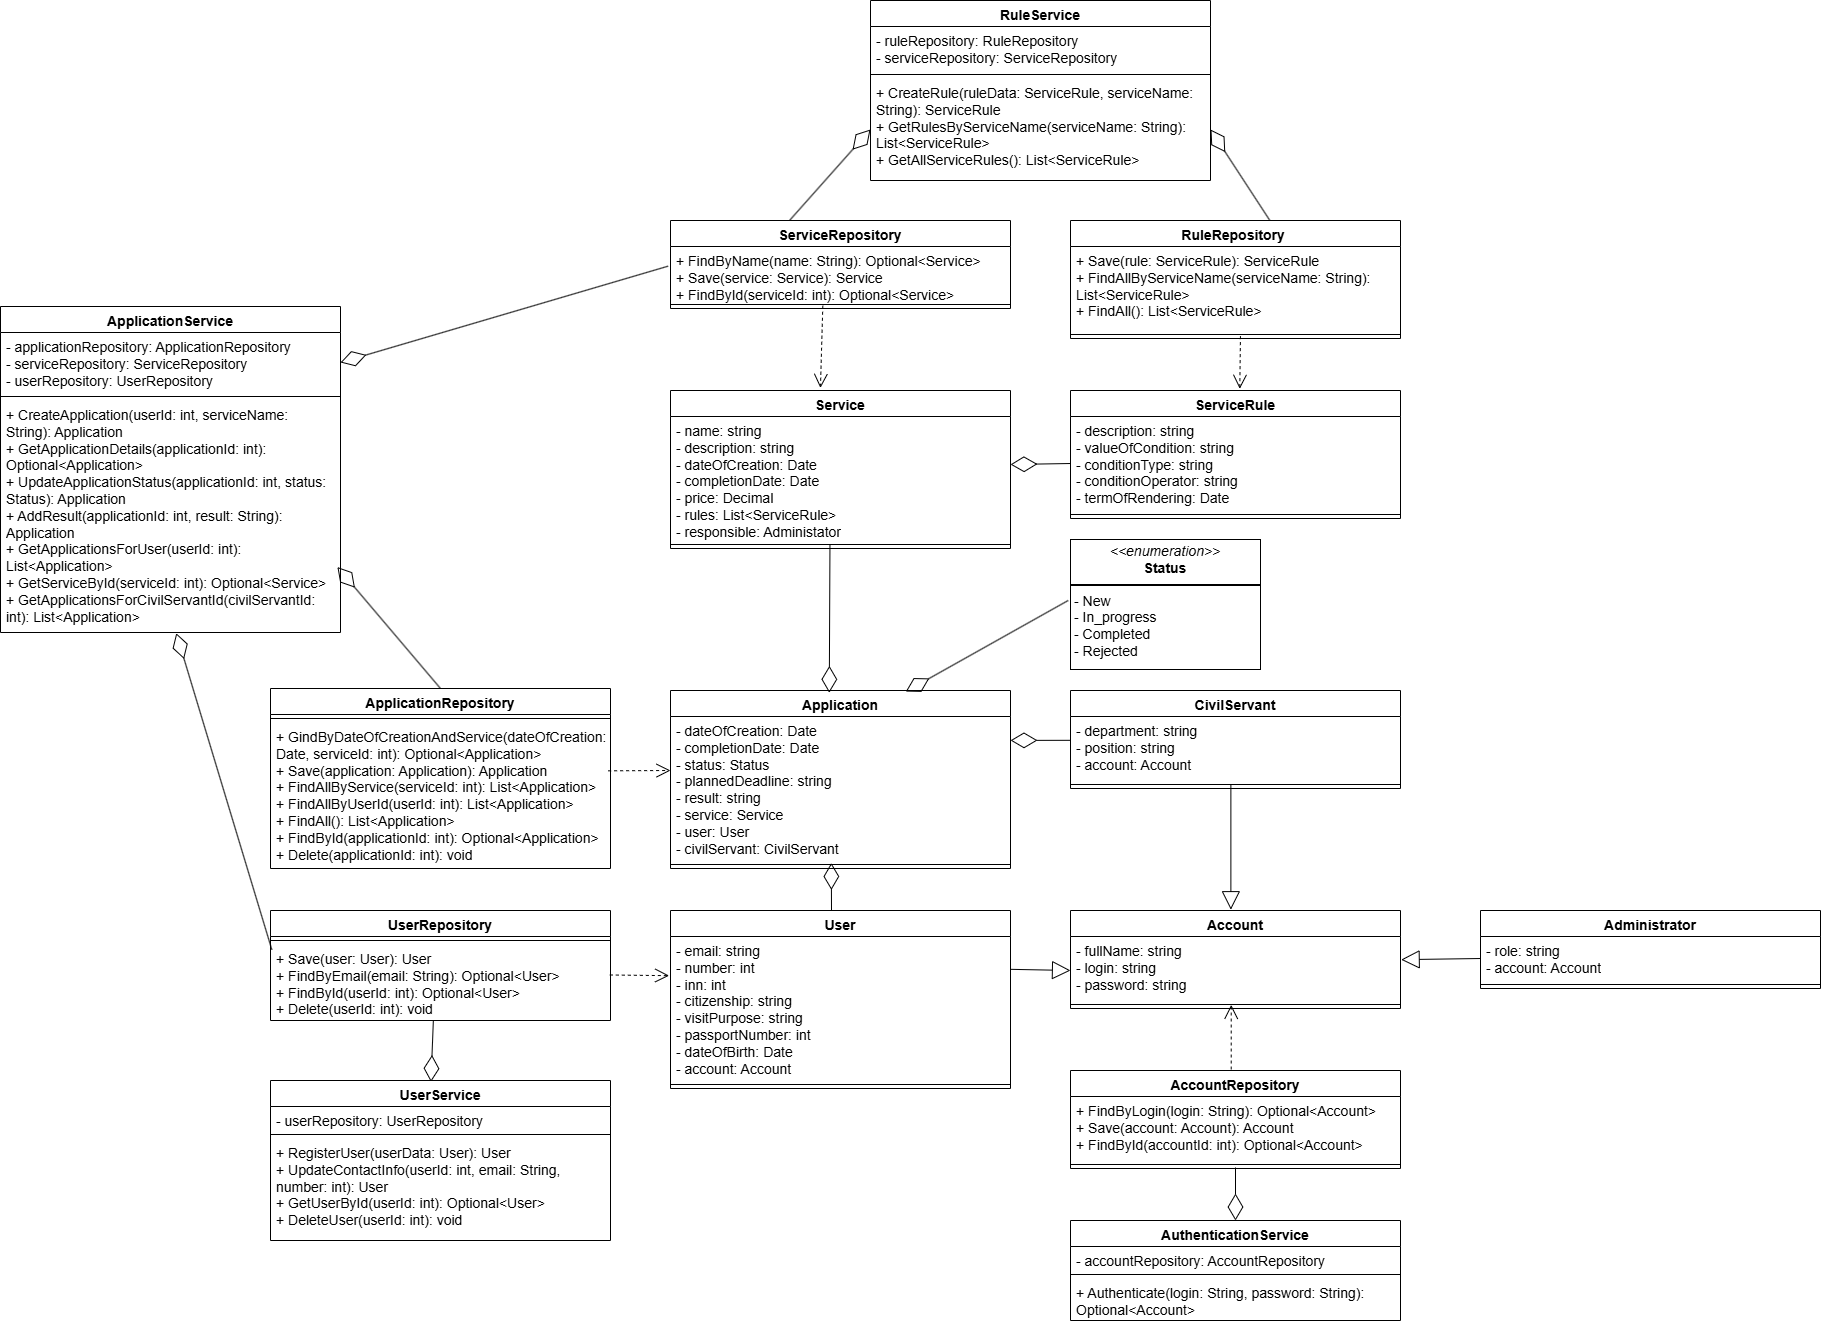 RuleService
- ruleRepository: RuleRepository
- serviceRepository: ServiceRepository
+ CreateRule(ruleData: ServiceRule, serviceName:
String): ServiceRule
+ GetRulesByServiceName(serviceName: String):
List<ServiceRule>
+ GetAllServiceRules(): List<ServiceRule>
ServiceRepository
+ FindByName(name: String): Optional<Service>
+ Save(service: Service): Service
+ FindById(serviceId: int): Optional<Service>
RuleRepository
+ Save(rule: ServiceRule): ServiceRule
+ FindAllByServiceName(serviceName: String):
List<ServiceRule>
+ FindAll(): List<ServiceRule>
ApplicationService
- applicationRepository: ApplicationRepository
- serviceRepository: ServiceRepository
- userRepository: UserRepository
+ CreateApplication(userId: int, serviceName:
String): Application
+ GetApplicationDetails(applicationId: int):
Optional<Application>
+ UpdateApplicationStatus(applicationId: int, status:
Status): Application
+ AddResult(applicationId: int, result: String):
Application
+ GetApplicationsForUser(userId: int):
List<Application>
+ GetServiceById(serviceId: int): Optional<Service>
+ GetApplicationsForCivilServantId(civilServantId:
int): List<Application>
Service
- name: string
- description: string
- dateOfCreation: Date
- completionDate: Date
- price: Decimal
- rules: List<ServiceRule>
- responsible: Administator
ServiceRule
- description: string
- valueOfCondition: string
- conditionType: string
- conditionOperator: string
- termOfRendering: Date
<<enumeration>>
Status
- New
- In_progress
- Completed
- Rejected
ApplicationRepository
+ GindByDateOfCreationAndService(dateOfCreation:
Date, serviceId: int): Optional<Application>
+ Save(application: Application): Application
+ FindAllByService(serviceId: int): List<Application>
+ FindAllByUserId(userId: int): List<Application>
+ FindAll(): List<Application>
+ FindById(applicationId: int): Optional<Application>
+ Delete(applicationId: int): void
Application
- dateOfCreation: Date
- completionDate: Date
- status: Status
- plannedDeadline: string
- result: string
- service: Service
- user: User
- civilServant: CivilServant
CivilServant
- department: string
- position: string
- account: Account
UserRepository
+ Save(user: User): User
+ FindByEmail(email: String): Optional<User>
+ FindById(userId: int): Optional<User>
+ Delete(userId: int): void
User
- email: string
- number: int
- inn: int
- citizenship: string
- visitPurpose: string
- passportNumber: int
- dateOfBirth: Date
- account: Account
Account
- fullName: string
- login: string
- password: string
Administrator
- role: string
- account: Account
UserService
- userRepository: UserRepository
+ RegisterUser(userData: User): User
+ UpdateContactInfo(userId: int, email: String,
number: int): User
+ GetUserById(userId: int): Optional<User>
+ DeleteUser(userId: int): void
AccountRepository
+ FindByLogin(login: String): Optional<Account>
+ Save(account: Account): Account
+ FindById(accountId: int): Optional<Account>
AuthenticationService
- accountRepository: AccountRepository
+ Authenticate(login: String, password: String):
Optional<Account>